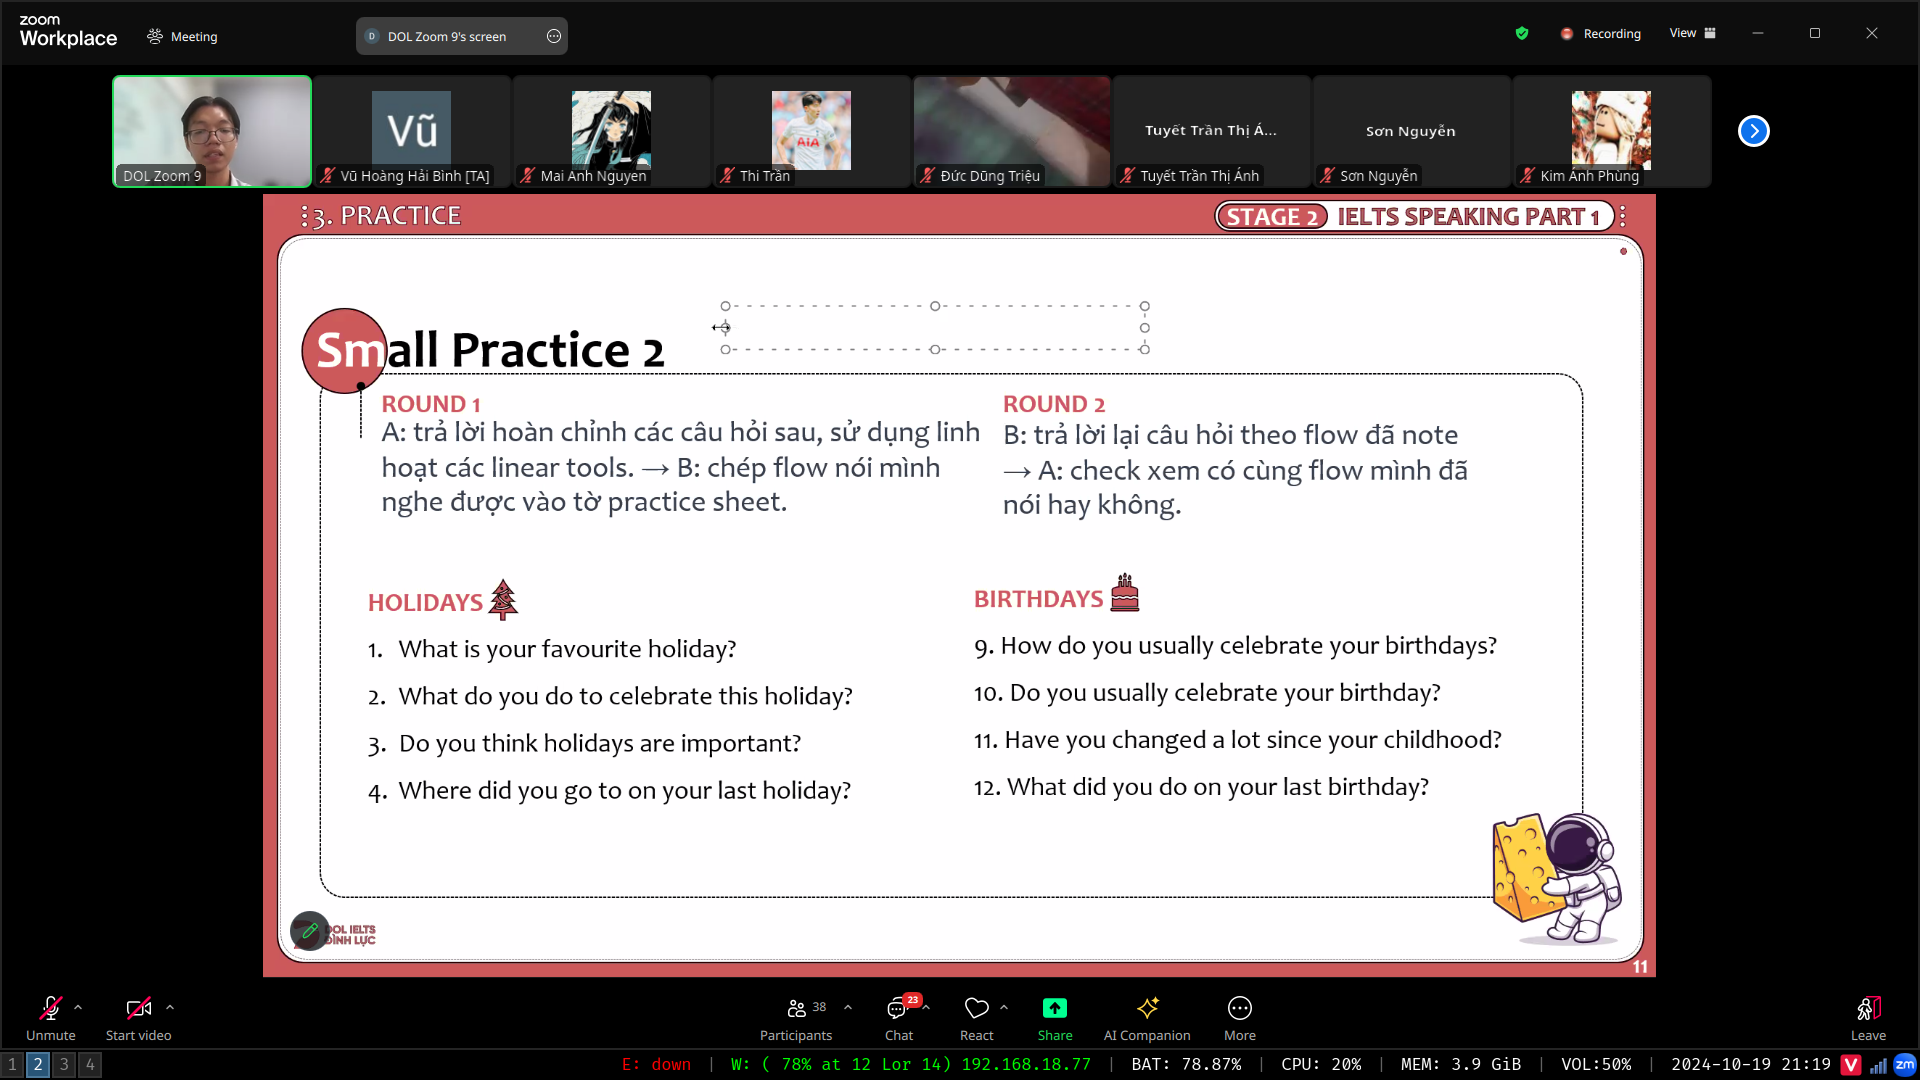 zoom
Workplace
Meeting
D DOL Zoom 9's screen
Recording
View
DOL Zoom 9
Vũ
Vũ Hoàng Hải Bình [TA]
Mai Anh Nguyen
AIA
Thi Trần
Đức Dũng Triệu
Tuyết Trần Thị Á...
Tuyết Trần Thị Ánh
Sơn Nguyễn
Sơn Nguyễn
Kim Ánh Phùng
3. PRACTICE
STAGE 2 IELTS SPEAKING PART 1
Small Practice 2
ROUND 1
A: trả lời hoàn chỉnh các câu hỏi sau, sử dụng linh
hoạt các linear tools. → B: chép flow nói mình
nghe được vào tờ practice sheet.
ROUND 2
B: trả lời lại câu hỏi theo flow đã note
→ A: check xem có cùng flow mình đã
nói hay không.
HOLIDAYS
1. What is your favourite holiday?
2. What do you do to celebrate this holiday?
3. Do you think holidays are important?
4. Where did you go to on your last holiday?
BIRTHDAYS
9. How do you usually celebrate your birthdays?
10. Do you usually celebrate your birthday?
11. Have you changed a lot since your childhood?
12. What did you do on your last birthday?
DOL IELTS
ĐÌNH LỰC
11
Unmute
Start video
38
Participants
23
Chat
React
Share
AI Companion
More
Leave
1 2 3 4
E: down | W: ( 78% at 12 Lor 14) 192.168.18.77 | BAT: 78.87% | CPU: 20% | MEM: 3.9 GiB | VOL:50% | 2024-10-19 21:19 V zm